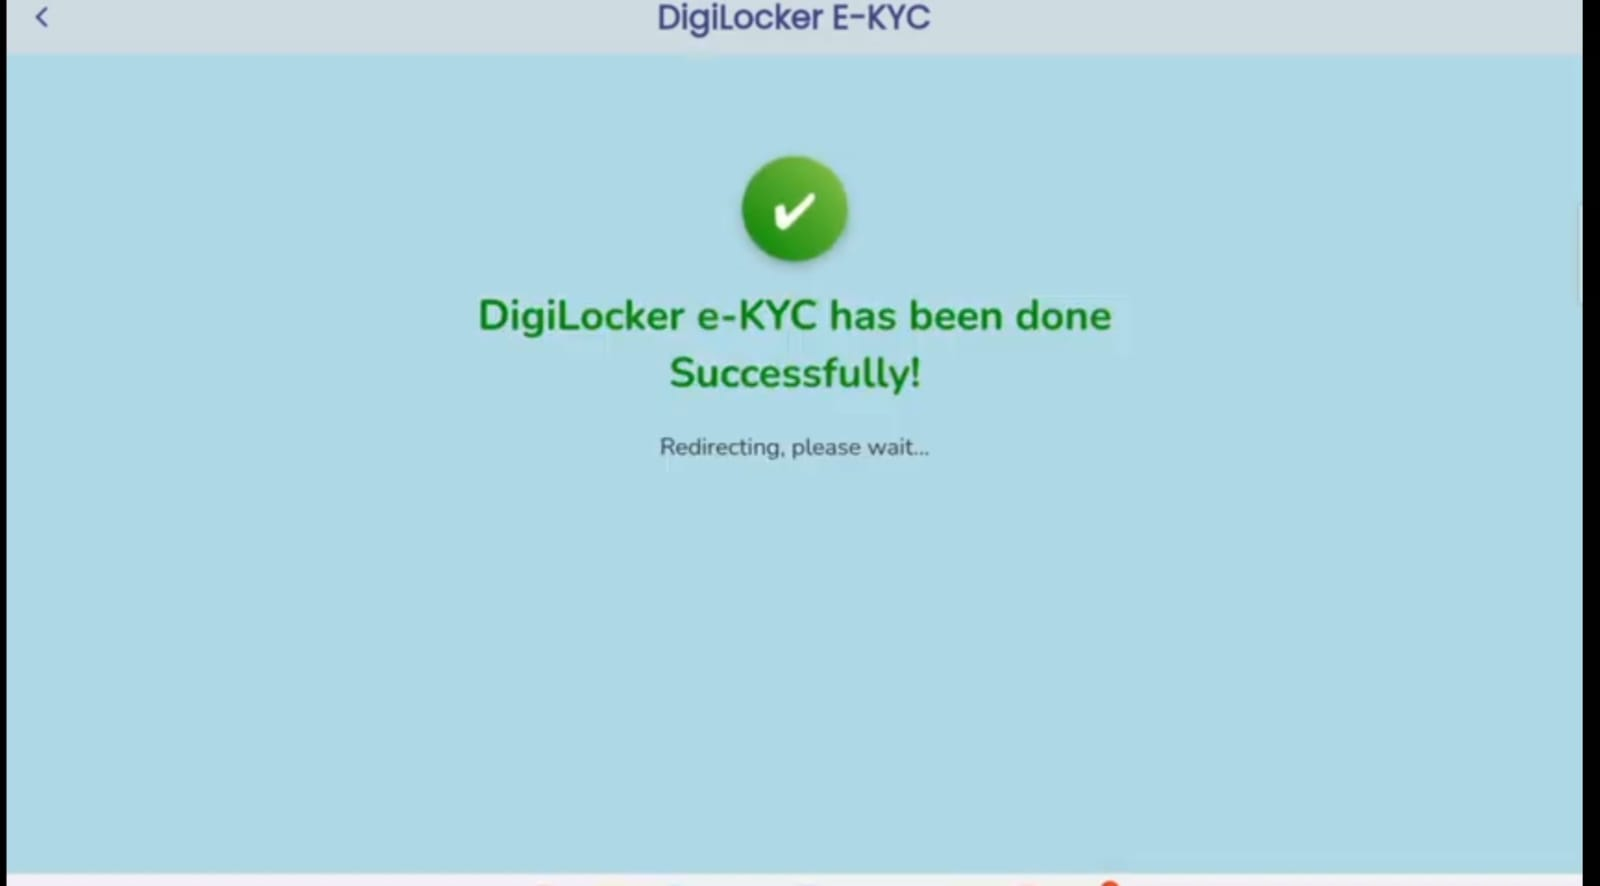 DigiLocker E-KYC
DigiLocker e-KYC has been done
Successfully!
Redirecting, please wait...